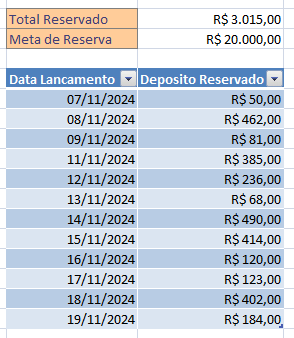 Total Reservado R$ 3.015,00
Meta de Reserva R$ 20.000,00
Data Lancamento Deposito Reservado
07/11/2024 R$ 50,00
08/11/2024 R$ 462,00
09/11/2024 R$ 81,00
11/11/2024 R$ 385,00
12/11/2024 R$ 236,00
13/11/2024 R$ 68,00
14/11/2024 R$ 490,00
15/11/2024 R$ 414,00
16/11/2024 R$ 120,00
17/11/2024 R$ 123,00
18/11/2024 R$ 402,00
19/11/2024 R$ 184,00